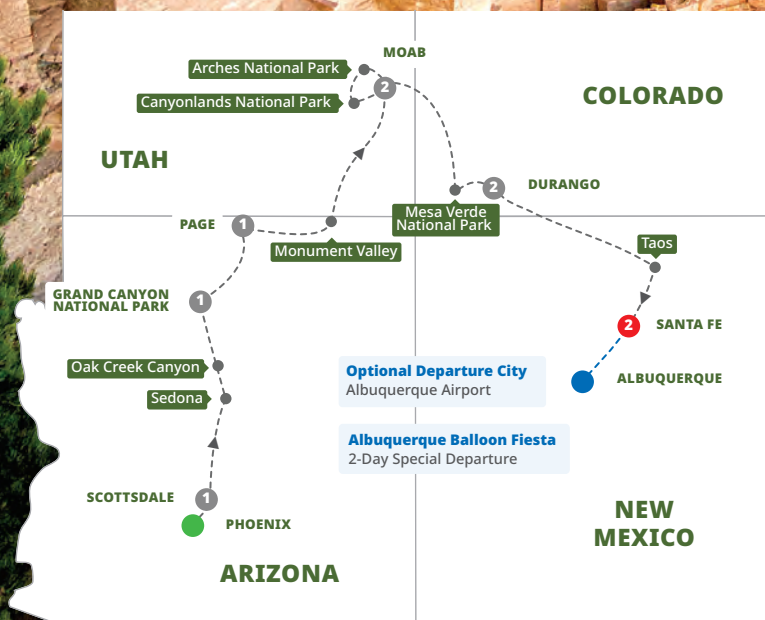 MOAB
Arches National Park
2
Canyonlands National Park
COLORADO
UTAH
2
DURANGO
Mesa Verde
National Park
PAGE
1
Monument Valley
Taos
GRAND CANYON
NATIONAL PARK
1
2
SANTA FE
Oak Creek Canyon
Optional Departure City
Albuquerque Airport
ALBUQUERQUE
Sedona
Albuquerque Balloon Fiesta
2-Day Special Departure
SCOTTSDALE
1
PHOENIX
NEW
MEXICO
ARIZONA